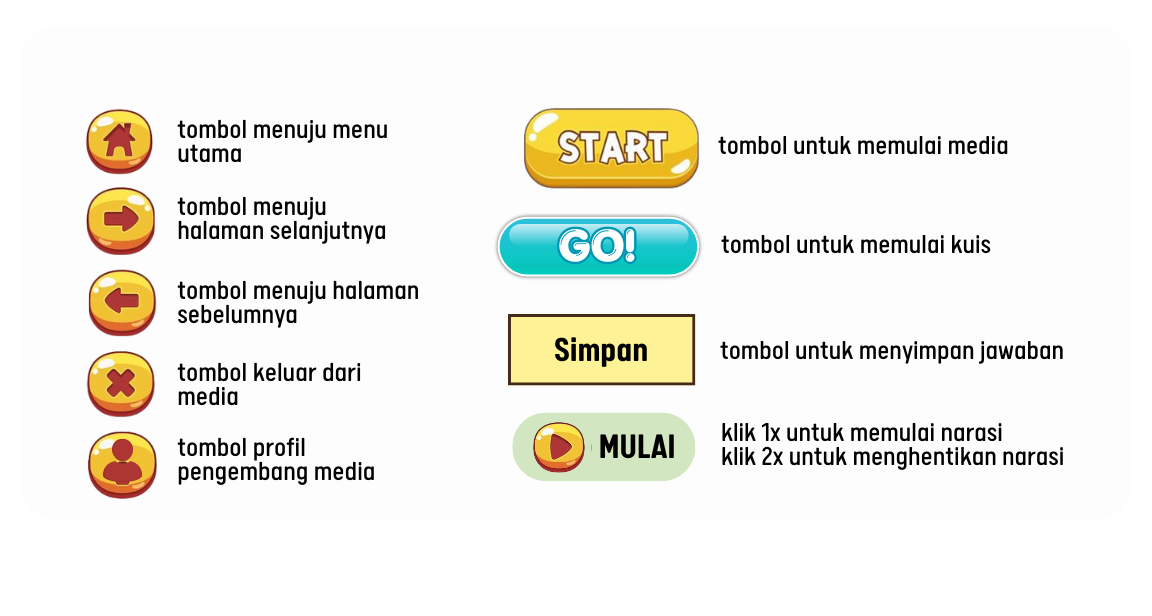 tombol menuju menu
utama
tombol menuju
halaman selanjutnya
tombol menuju halaman
sebelumnya
tombol keluar dari
media
tombol profil
pengembang media
START
tombol untuk memulai media
GO!
tombol untuk memulai kuis
Simpan
tombol untuk menyimpan jawaban
MULAI
klik 1x untuk memulai narasi
klik 2x untuk menghentikan narasi